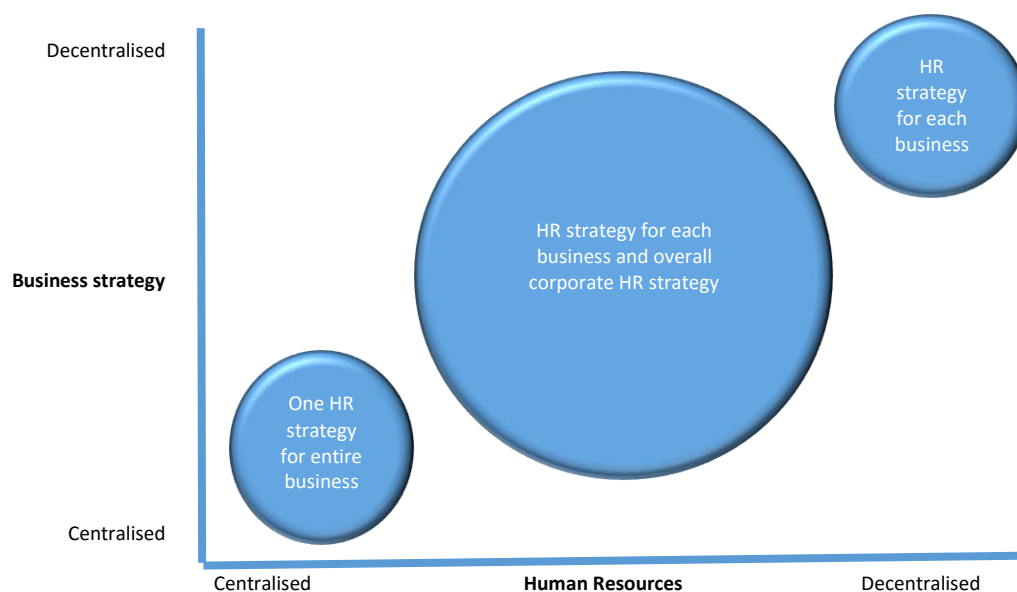 Decentralised
HR
strategy
for each
business
HR strategy for each
business and overall
corporate HR strategy
Business strategy
One HR
strategy
for entire
business
Centralised
Centralised
Human Resources
Decentralised